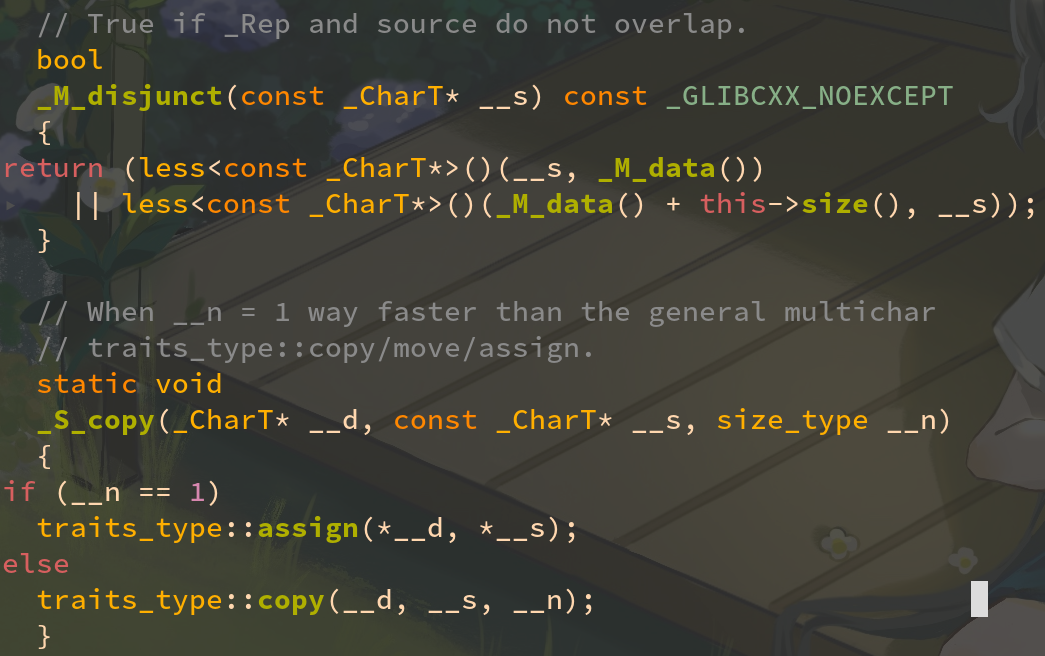 // True if _Rep and source do not overlap.
bool
_M_disjunct(const _CharT* __s) const _GLIBCXX_NOEXCEPT
{
return (less<const _CharT*>()(__s, _M_data())
|| less<const _CharT*>()(_M_data() + this->size(), __s));
}
// When __n = 1 way faster than the general multichar
// traits_type::copy/move/assign.
static void
_S_copy(_CharT* __d, const _CharT* __s, size_type __n)
{
if (__n == 1)
traits_type::assign(*__d, *__s);
else
traits_type::copy(__d, __s, __n);
}